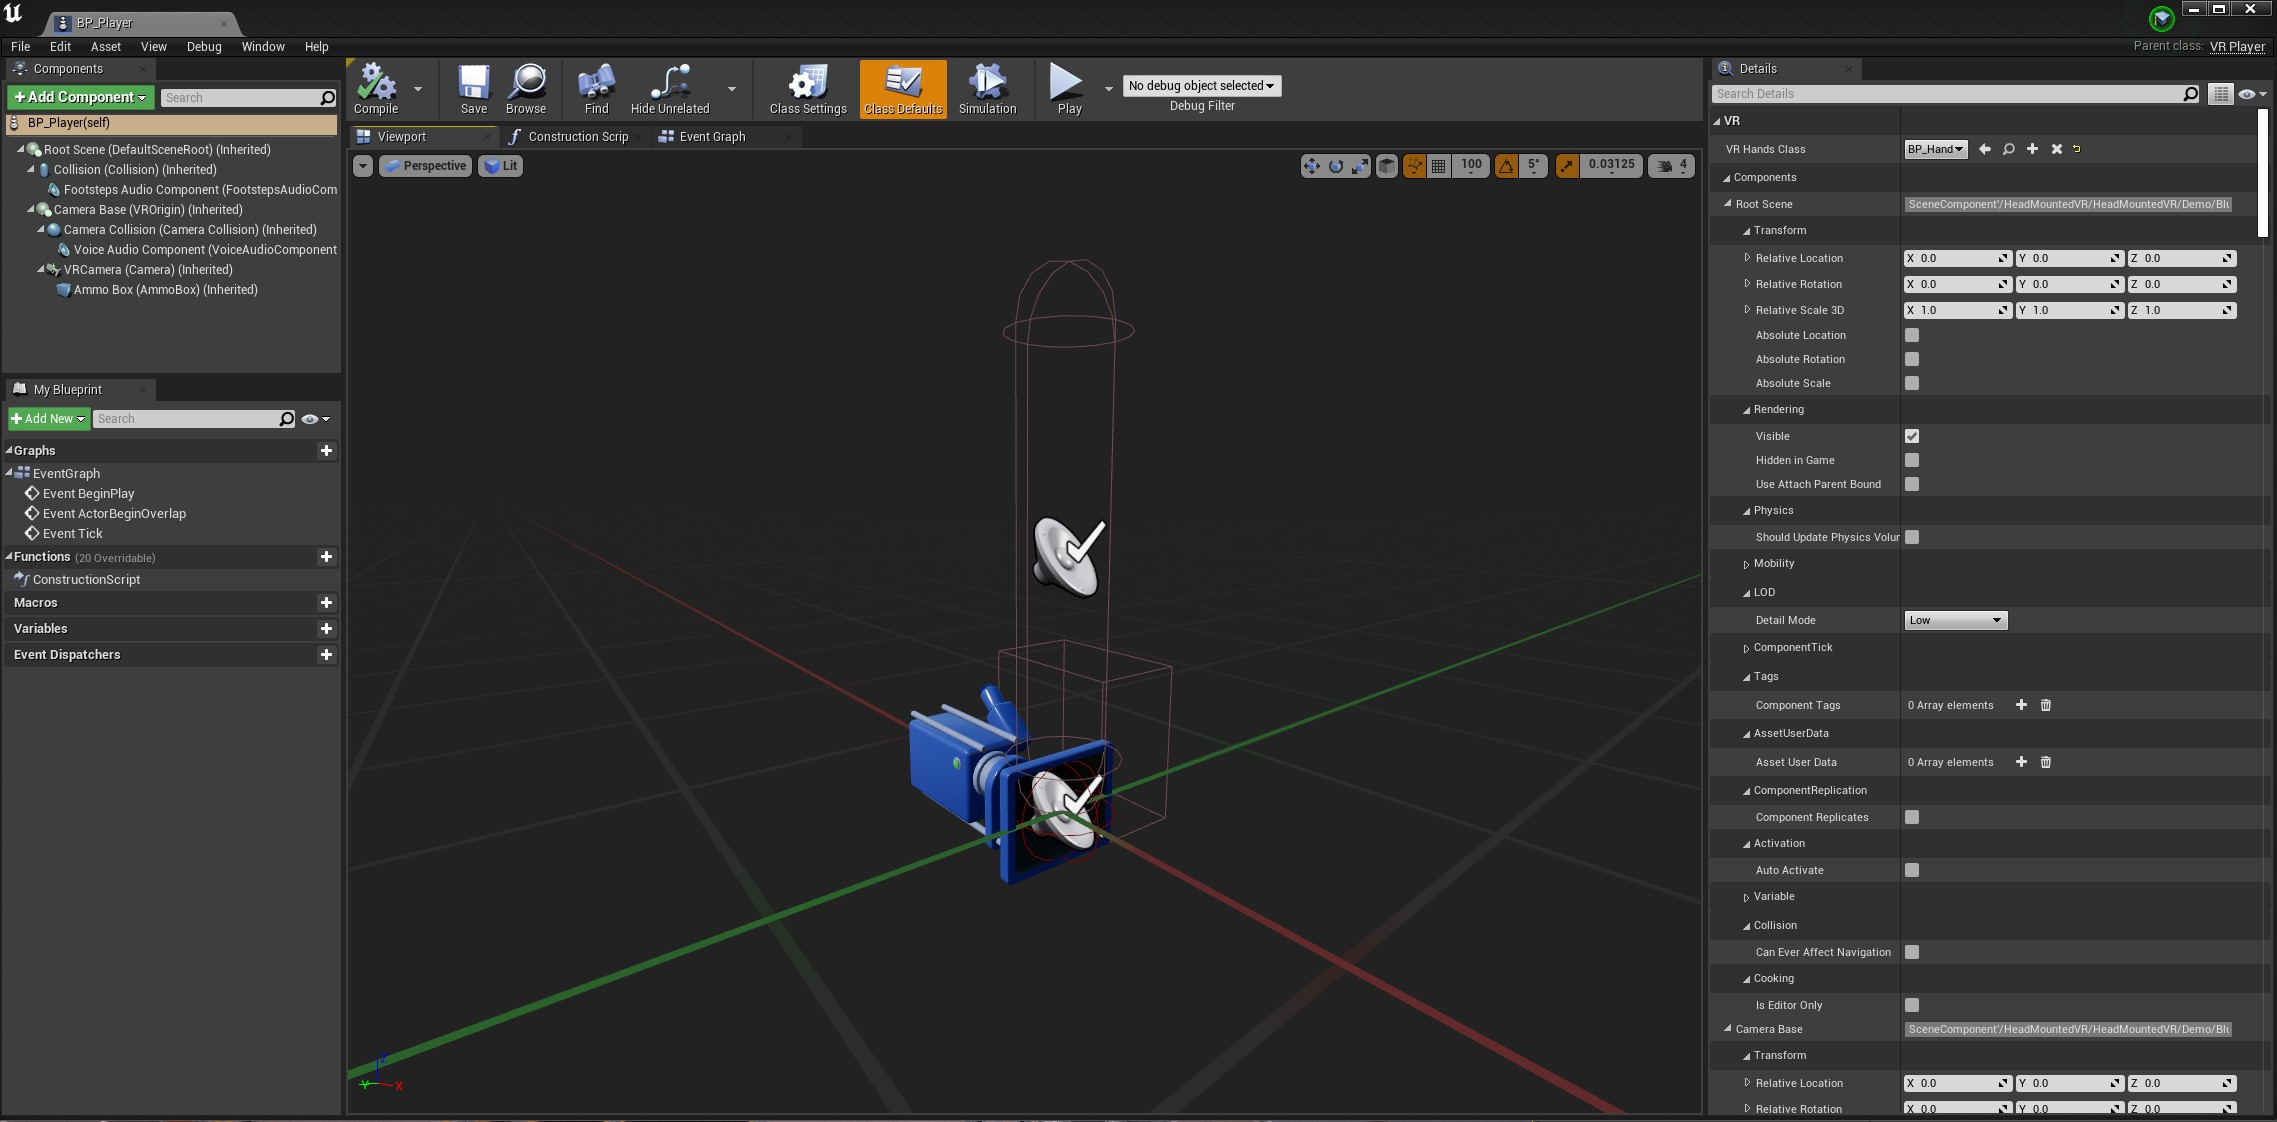 BP_Player
File Edit Asset View Debug Window Help
Parent class: VR Player
Components
+Add Component
Search
BP_Player(self)
Root Scene (DefaultSceneRoot) (Inherited)
Collision (Collision) (Inherited)
Footsteps Audio Component (FootstepsAudioCom
Camera Base (VROrigin) (Inherited)
Camera Collision (Camera Collision) (Inherited)
Voice Audio Component (VoiceAudioComponent
VRCamera (Camera) (Inherited)
Ammo Box (AmmoBox) (Inherited)
My Blueprint
+Add New
Search
Graphs
EventGraph
Event BeginPlay
Event ActorBeginOverlap
Event Tick
Functions (20 Overridable)
ConstructionScript
Macros
Variables
Event Dispatchers
Compile
Save
Browse
Find
Hide Unrelated
Class Settings
Class Defaults
Simulation
Play
No debug object selected
Debug Filter
Viewport
Construction Scrip
Event Graph
Perspective
Lit
100
5°
0.03125
4
Z
Y
X
Details
Search Details
VR
VR Hands Class BP_Hand
Components
Root Scene SceneComponent'/HeadMountedVR/HeadMountedVR/Demo/Blu
Transform
Relative Location X 0.0 Y 0.0 Z 0.0
Relative Rotation X 0.0 Y 0.0 Z 0.0
Relative Scale 3D X 1.0 Y 1.0 Z 1.0
Absolute Location
Absolute Rotation
Absolute Scale
Rendering
Visible
Hidden in Game
Use Attach Parent Bound
Physics
Should Update Physics Volur
Mobility
LOD
Detail Mode Low
ComponentTick
Tags
Component Tags 0 Array elements
AssetUserData
Asset User Data 0 Array elements
ComponentReplication
Component Replicates
Activation
Auto Activate
Variable
Collision
Can Ever Affect Navigation
Cooking
Is Editor Only
Camera Base SceneComponent'/HeadMountedVR/HeadMountedVR/Demo/Blu
Transform
Relative Location X 0.0 Y 0.0 Z 0.0
Relative Rotation X 0.0 Y 0.0 Z 0.0